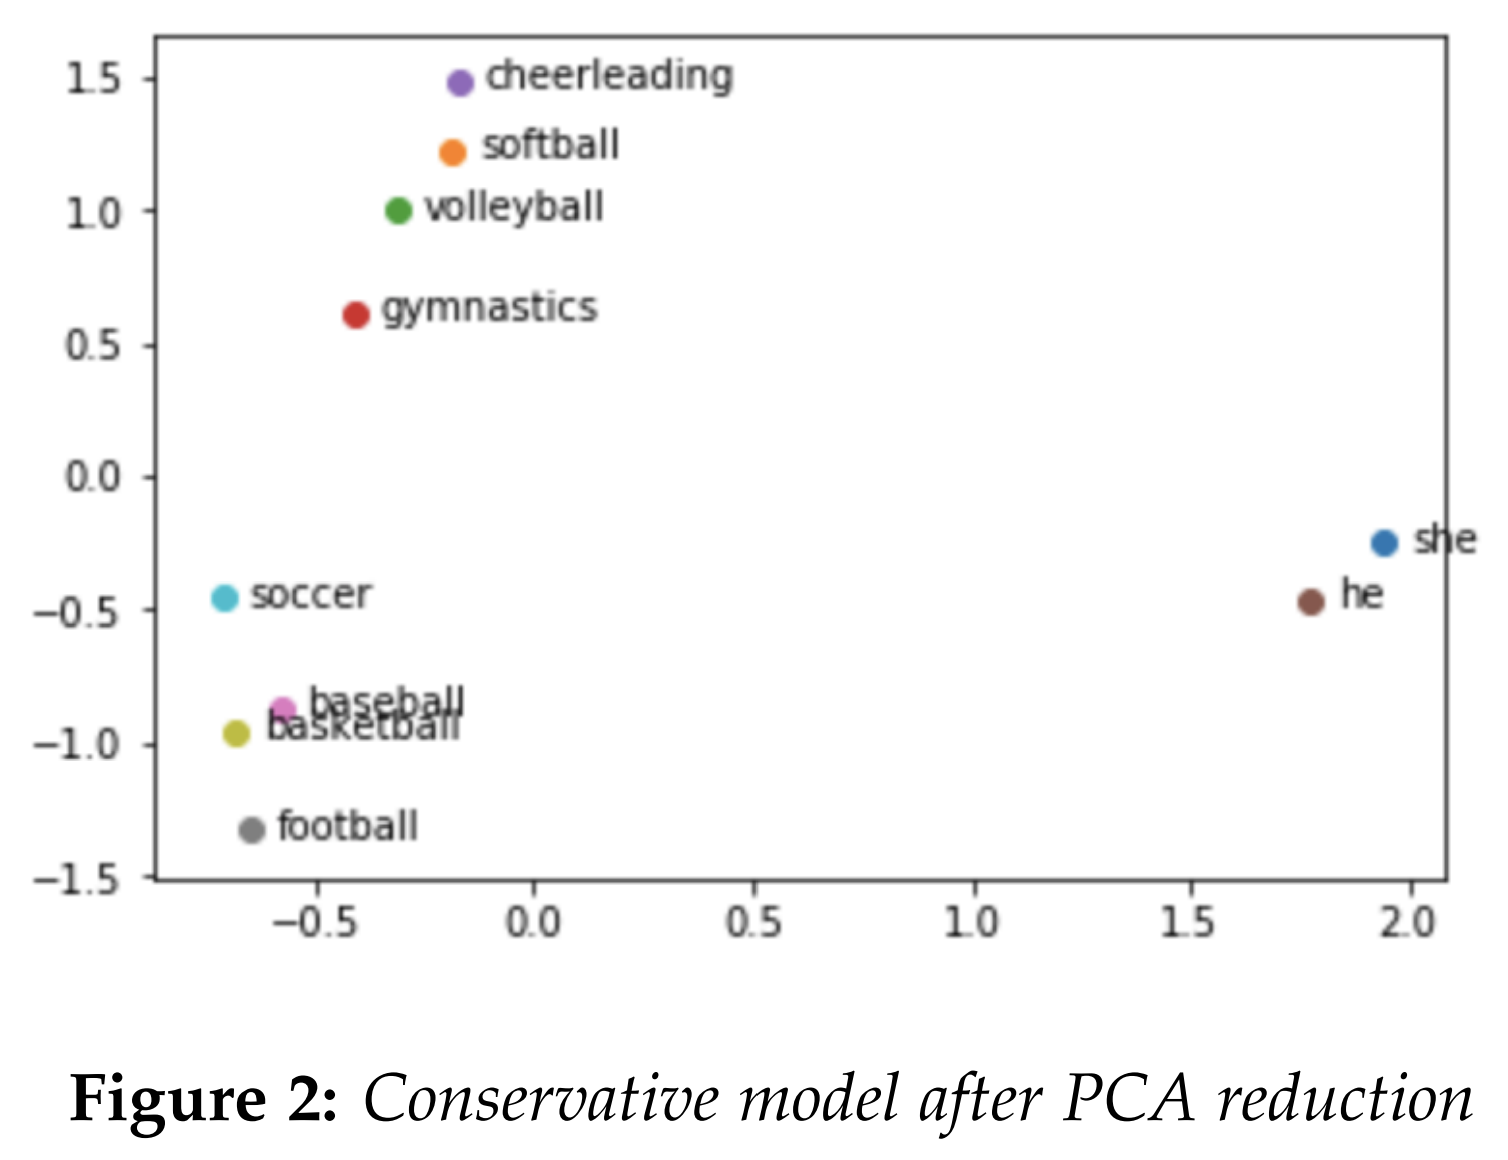 1.5
cheerleading
softball
1.0
volleyball
gymnastics
0.5
0.0
she
−0.5
soccer
he
baseball
basketball
−1.0
football
−1.5
−0.5 0.0 0.5 1.0 1.5 2.0
Figure 2: Conservative model after PCA reduction